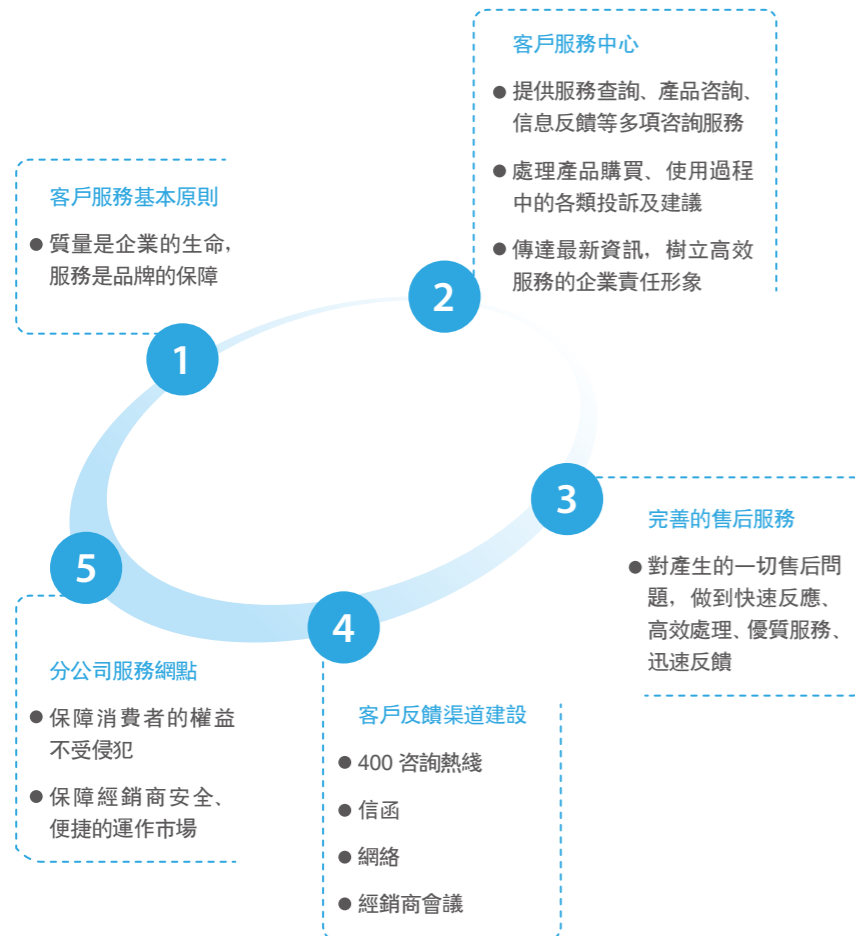 1
客戶服務基本原則
● 質量是企業的生命,
服務是品牌的保障
2
客戶服務中心
● 提供服務查詢、產品咨詢、
信息反饋等多項咨詢服務
● 處理產品購買、使用過程
中的各類投訴及建議
● 傳達最新資訊, 樹立高效
服務的企業責任形象
3
完善的售后服務
● 對產生的一切售后問
題, 做到快速反應、
高效處理、優質服務、
迅速反饋
4
客戶反饋渠道建設
● 400 咨詢熱綫
● 信函
● 網絡
● 經銷商會議
5
分公司服務網點
● 保障消費者的權益
不受侵犯
● 保障經銷商安全、
便捷的運作市場